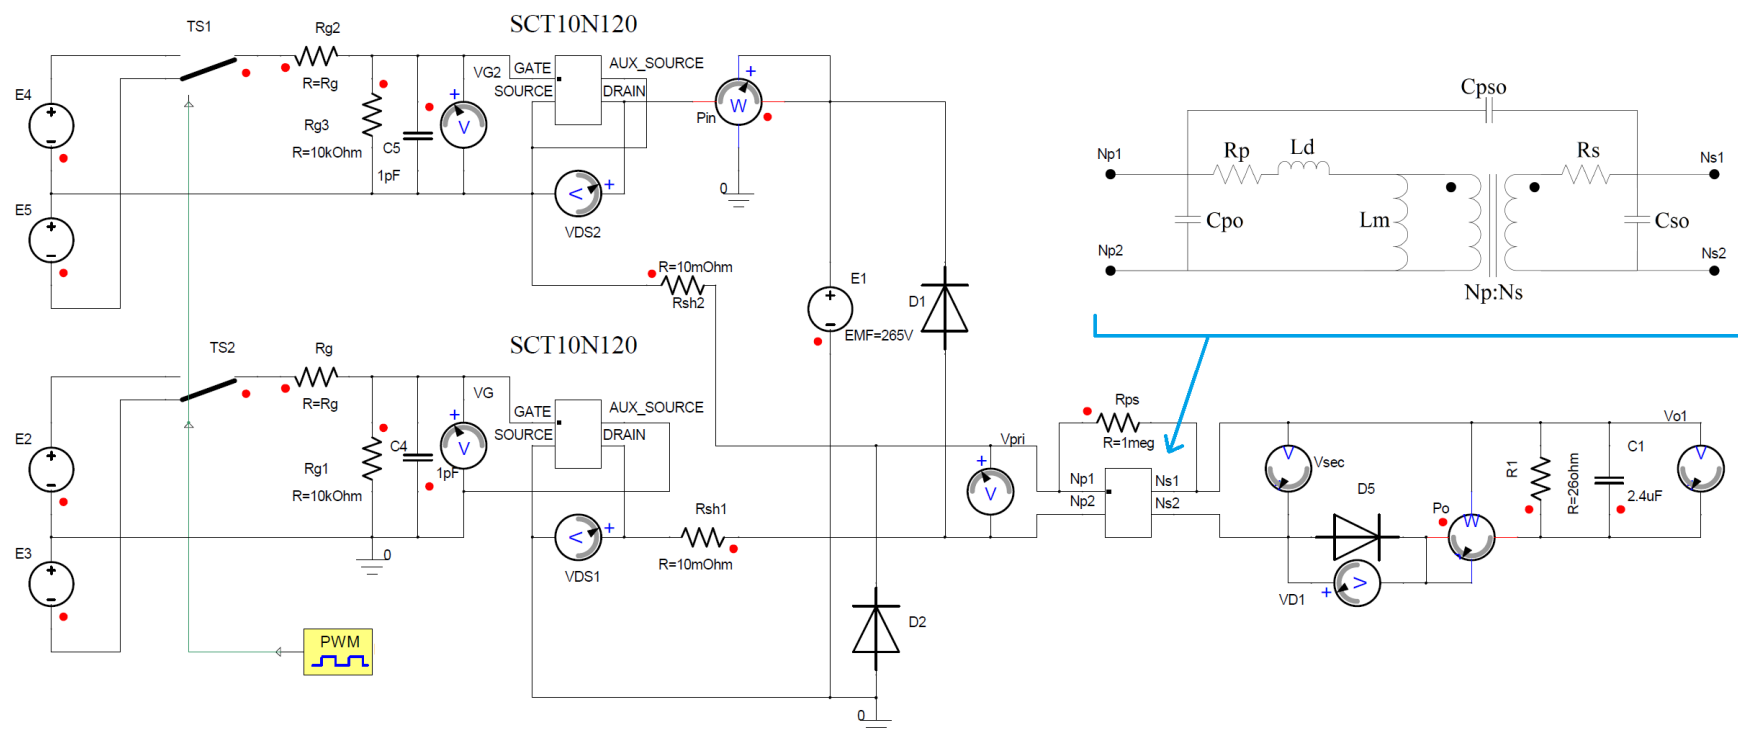 TS1
Rg2
R=Rg
E4
Rg3
R=10kOhm
C5
1pF
V
VG2
SCT10N120
GATE
SOURCE
AUX_SOURCE
DRAIN
W
Pin
0
V
VDS2
E5
R=10mOhm
Rsh2
E1
EMF=265V
D1
TS2
Rg
R=Rg
E2
Rg1
R=10kOhm
C4
1pF
V
VG
SCT10N120
GATE
SOURCE
AUX_SOURCE
DRAIN
V
VDS1
Rsh1
R=10mOhm
0
E3
PWM
D2
0
Vpri
V
Rps
R=1meg
Np1
Np2
Ns1
Ns2
V
Vsec
D5
V
VD1
Po
W
R1
R=26ohm
C1
2.4uF
Vo1
V
Cpso
Np1
Rp
Ld
Rs
Ns1
Cpo
Lm
Cso
Np2
Ns2
Np:Ns